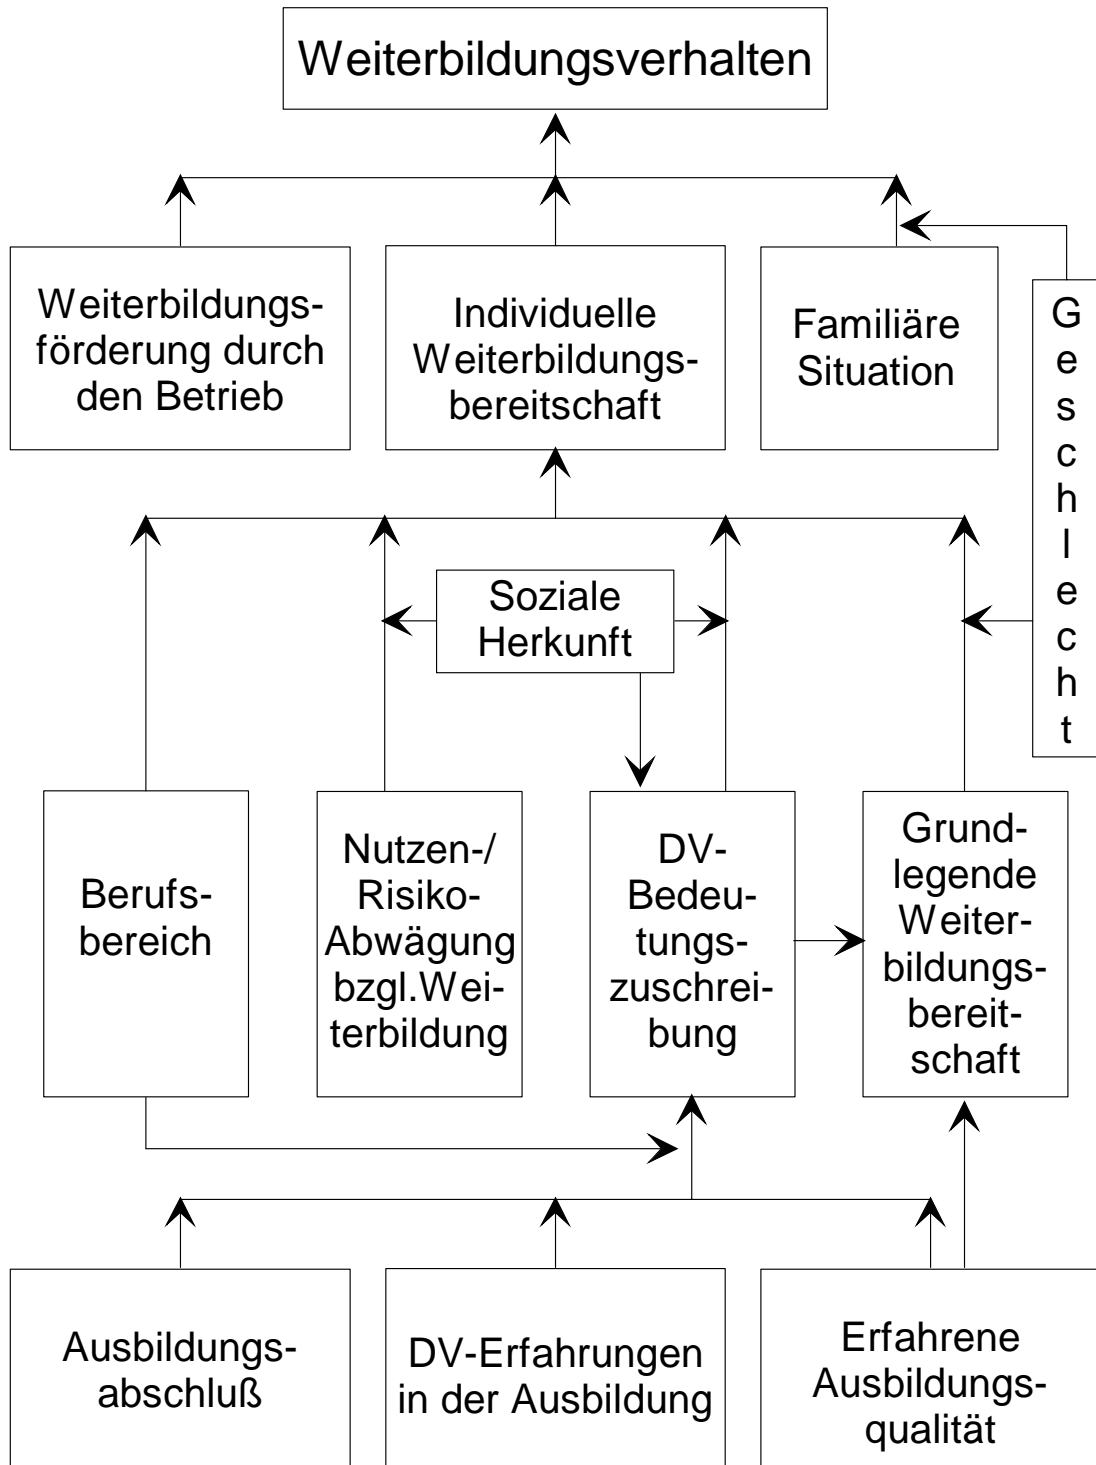 Weiterbildungsverhalten
Weiterbildungs-
förderung durch
den Betrieb
Individuelle
Weiterbildungs-
bereitschaft
Familiäre
Situation
Geschlecht
Soziale
Herkunft
Berufs-
bereich
Nutzen-/
Risiko-
Abwägung
bzgl.Wei-
terbildung
DV-
Bedeu-
tungs-
zuschrei-
bung
Grund-
legende
Weiter-
bildungs-
bereit-
schaft
Ausbildungs-
abschluß
DV-Erfahrungen
in der Ausbildung
Erfahrene
Ausbildungs-
qualität